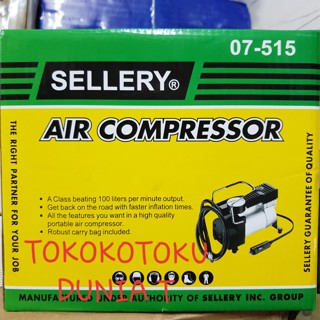 07-515
SELLERY®
AIR COMPRESSOR
THE RIGHT PARTNER FOR YOUR JOB
• A Class beating 100 liters per minute output.
• Get back on the road with faster inflation times.
• All the features you want in a high quality
portable air compressor.
• Robust carry bag included.
SELLERY GUARANTEE OF QUALITY
TOKOKOTOKU
DUNIA T
MANUFACTURED UNDER AUTHORITY OF SELLERY INC. GROUP